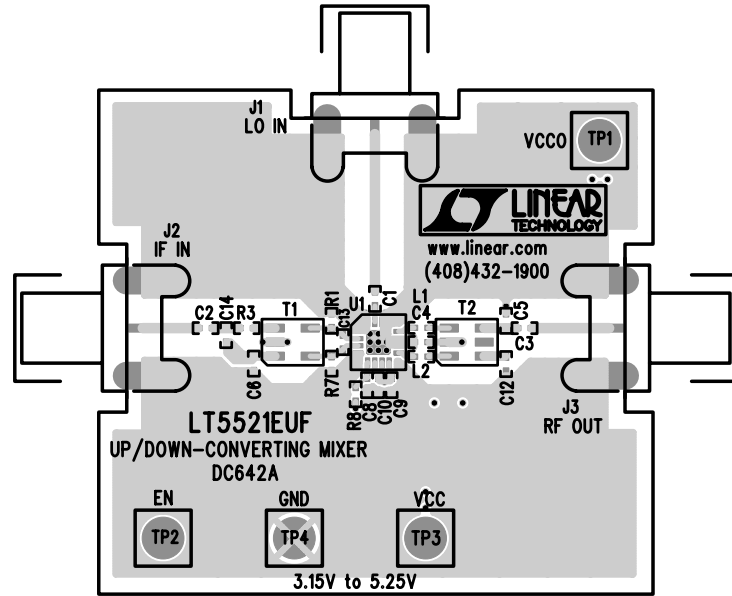 J1
LO IN
VCCO
TP1
LINEAR
TECHNOLOGY
www.linear.com
(408)432-1900
J2
IF IN
C2
C14
R3
T1
R1
C13
U1
C1
L1
C4
T2
C5
C3
C6
R7
R8
C8
C10
C9
L2
C12
J3
RF OUT
LT5521EUF
UP/DOWN-CONVERTING MIXER
DC642A
EN
GND
VCC
TP2
TP4
TP3
3.15V to 5.25V